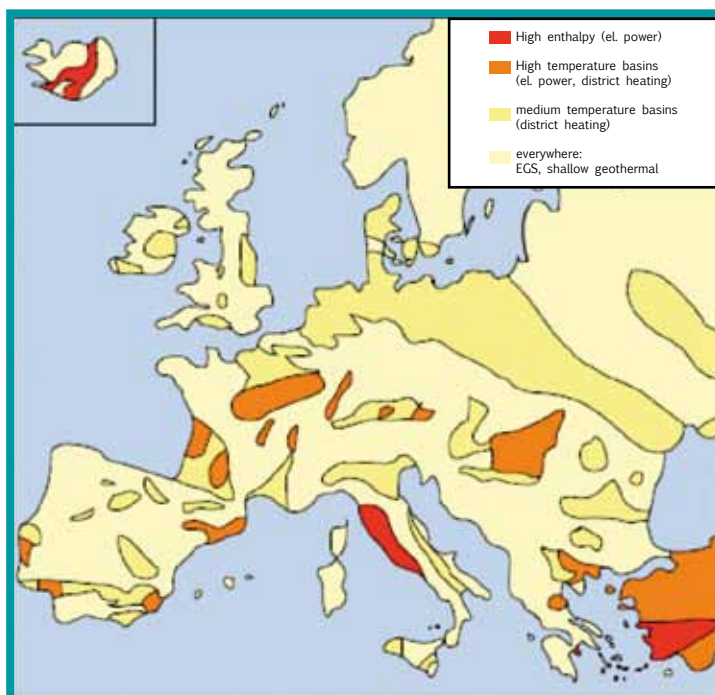 High enthalpy (el. power)
High temperature basins
(el. power, district heating)
medium temperature basins
(district heating)
everywhere:
EGS, shallow geothermal